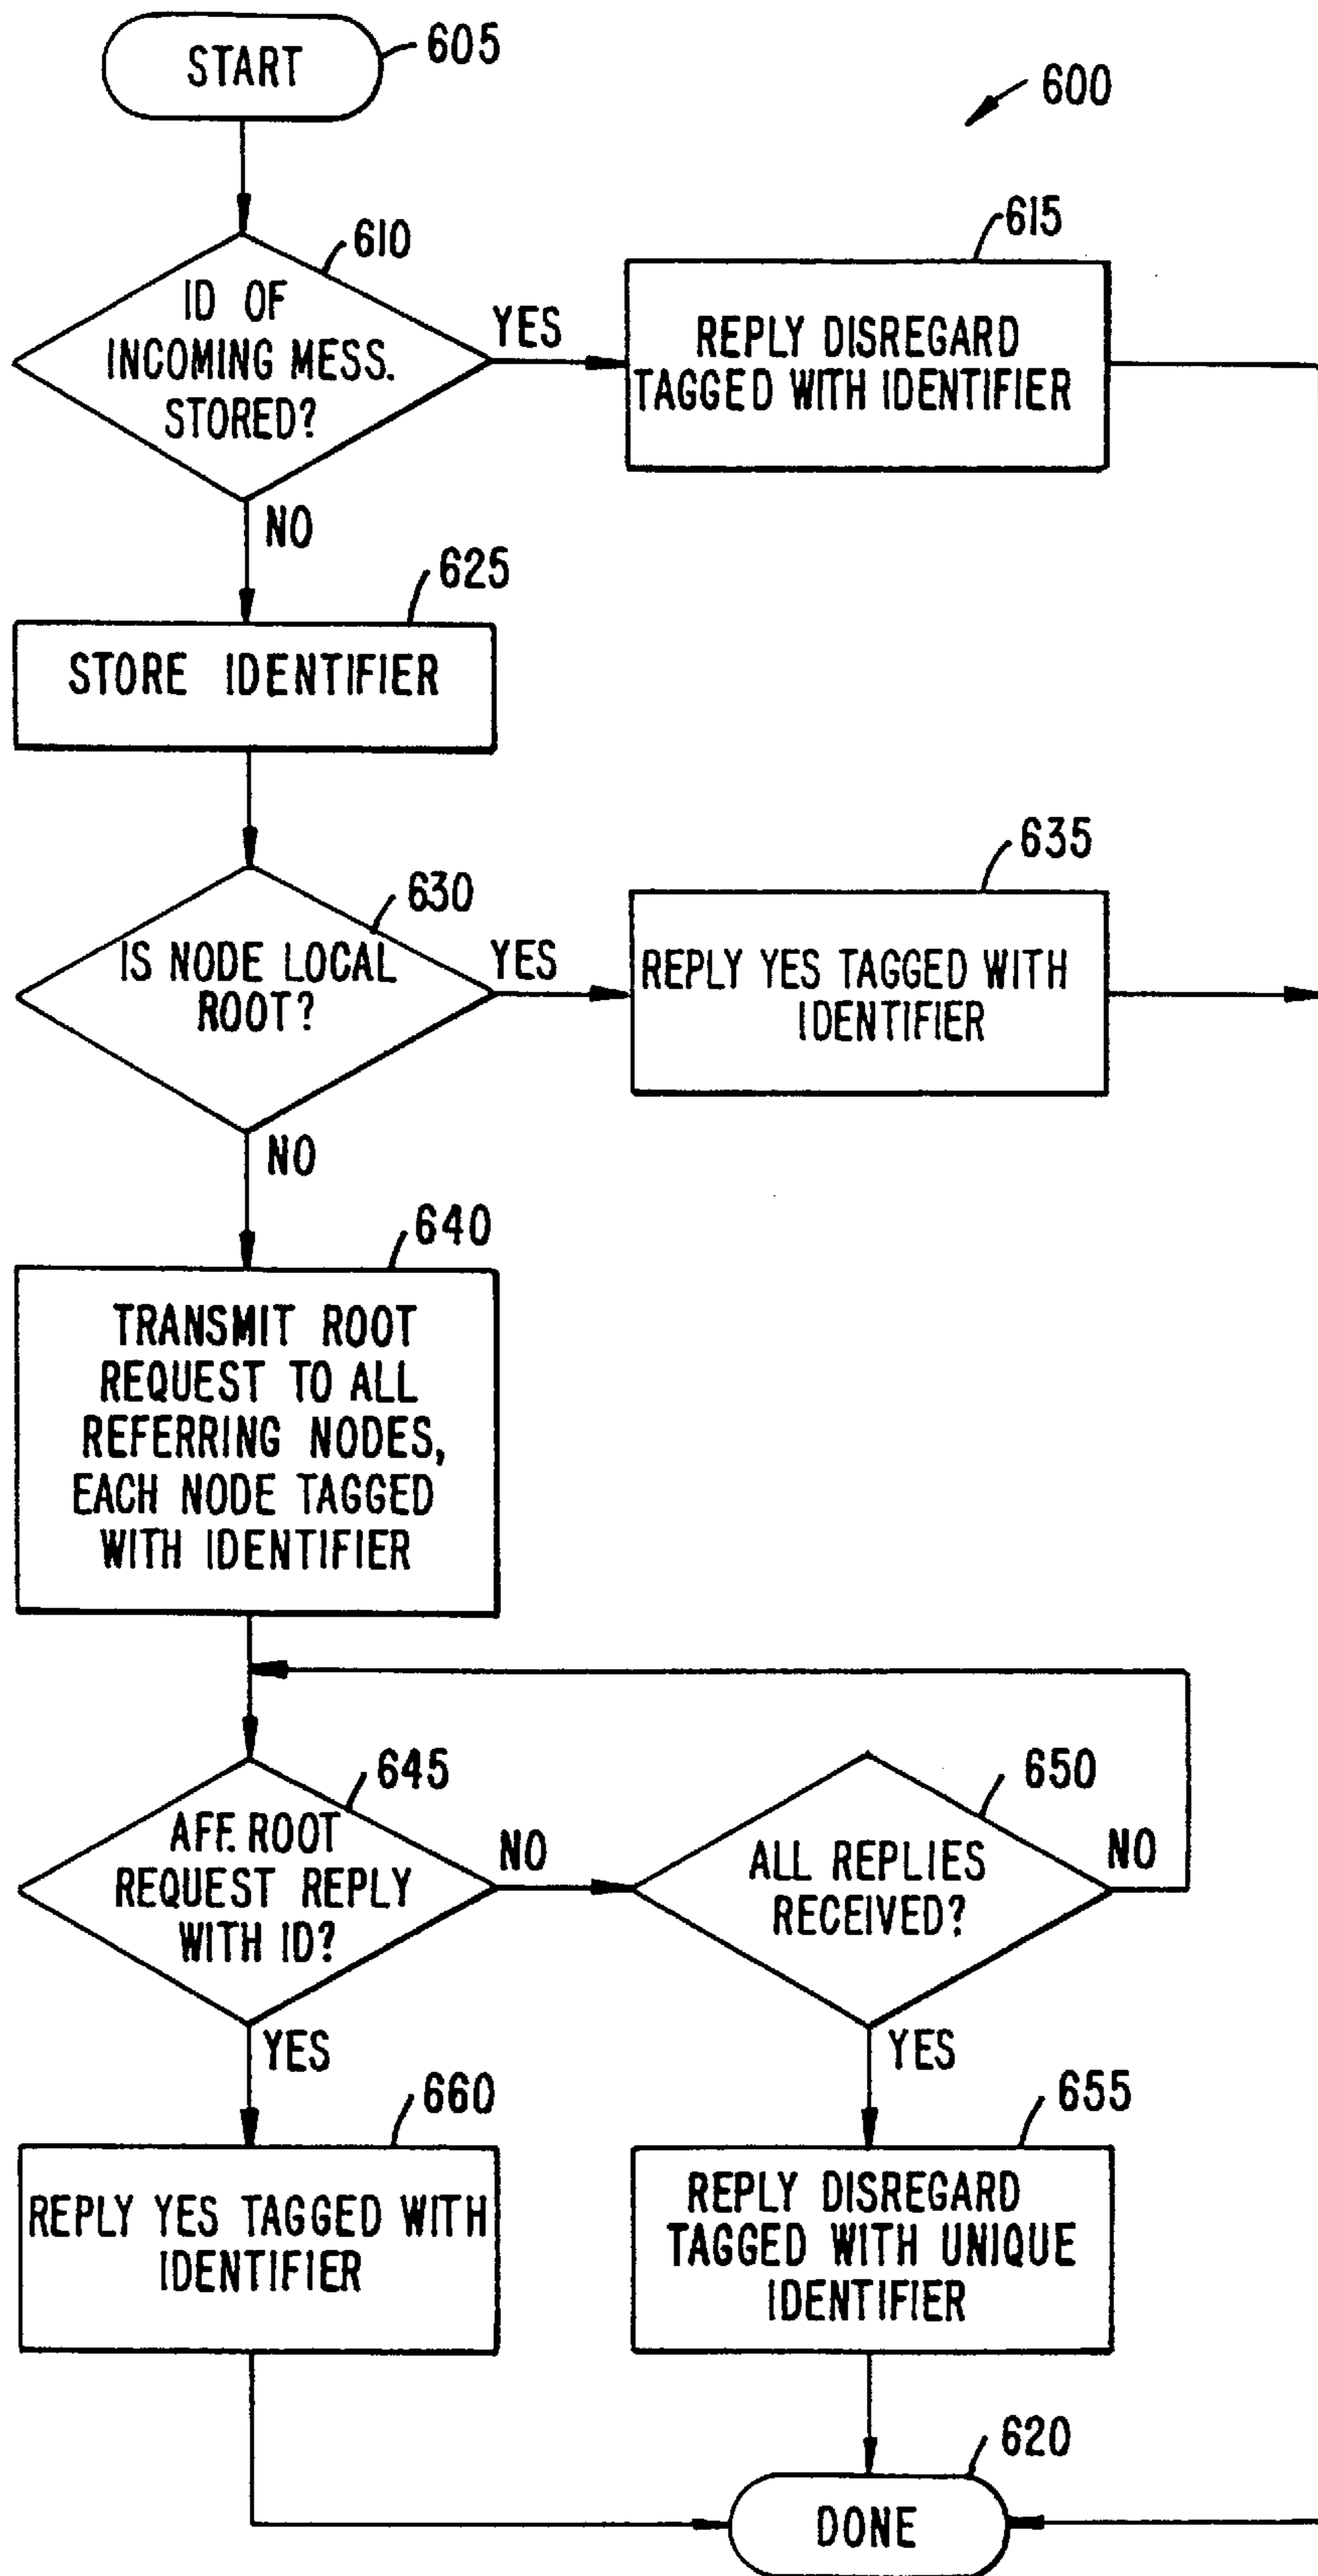 START
605
600
610
ID OF
INCOMING MESS.
STORED?
YES
615
REPLY DISREGARD
TAGGED WITH IDENTIFIER
NO
625
STORE IDENTIFIER
630
IS NODE LOCAL
ROOT?
YES
635
REPLY YES TAGGED WITH
IDENTIFIER
NO
640
TRANSMIT ROOT
REQUEST TO ALL
REFERRING NODES,
EACH NODE TAGGED
WITH IDENTIFIER
645
AFF. ROOT
REQUEST REPLY
WITH ID?
NO
650
ALL REPLIES
RECEIVED?
NO
YES
YES
660
REPLY YES TAGGED WITH
IDENTIFIER
655
REPLY DISREGARD
TAGGED WITH UNIQUE
IDENTIFIER
620
DONE